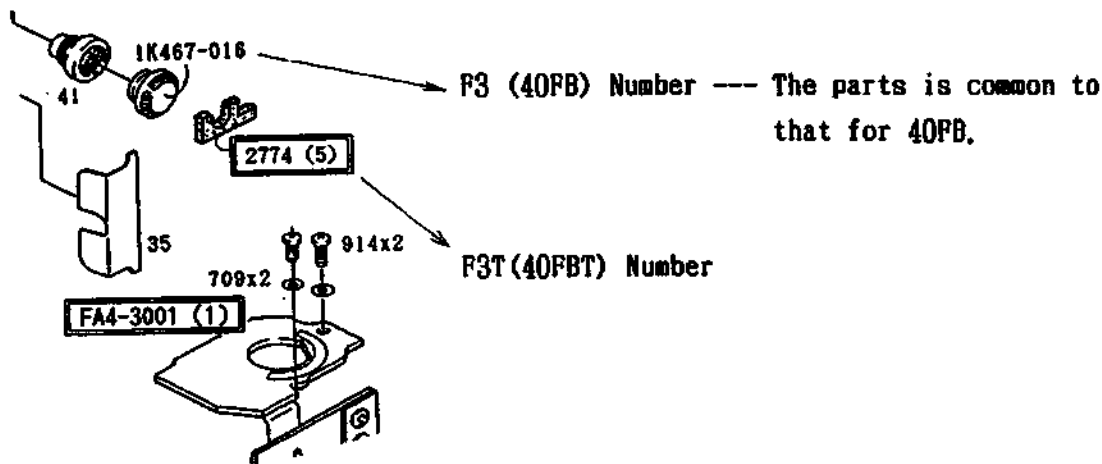 1K467-016
41
F3 (40FB) Number --- The parts is common to
that for 40FB.
2774 (5)
35
914x2
F3T(40FBT) Number
709x2
FA4-3001 (1)